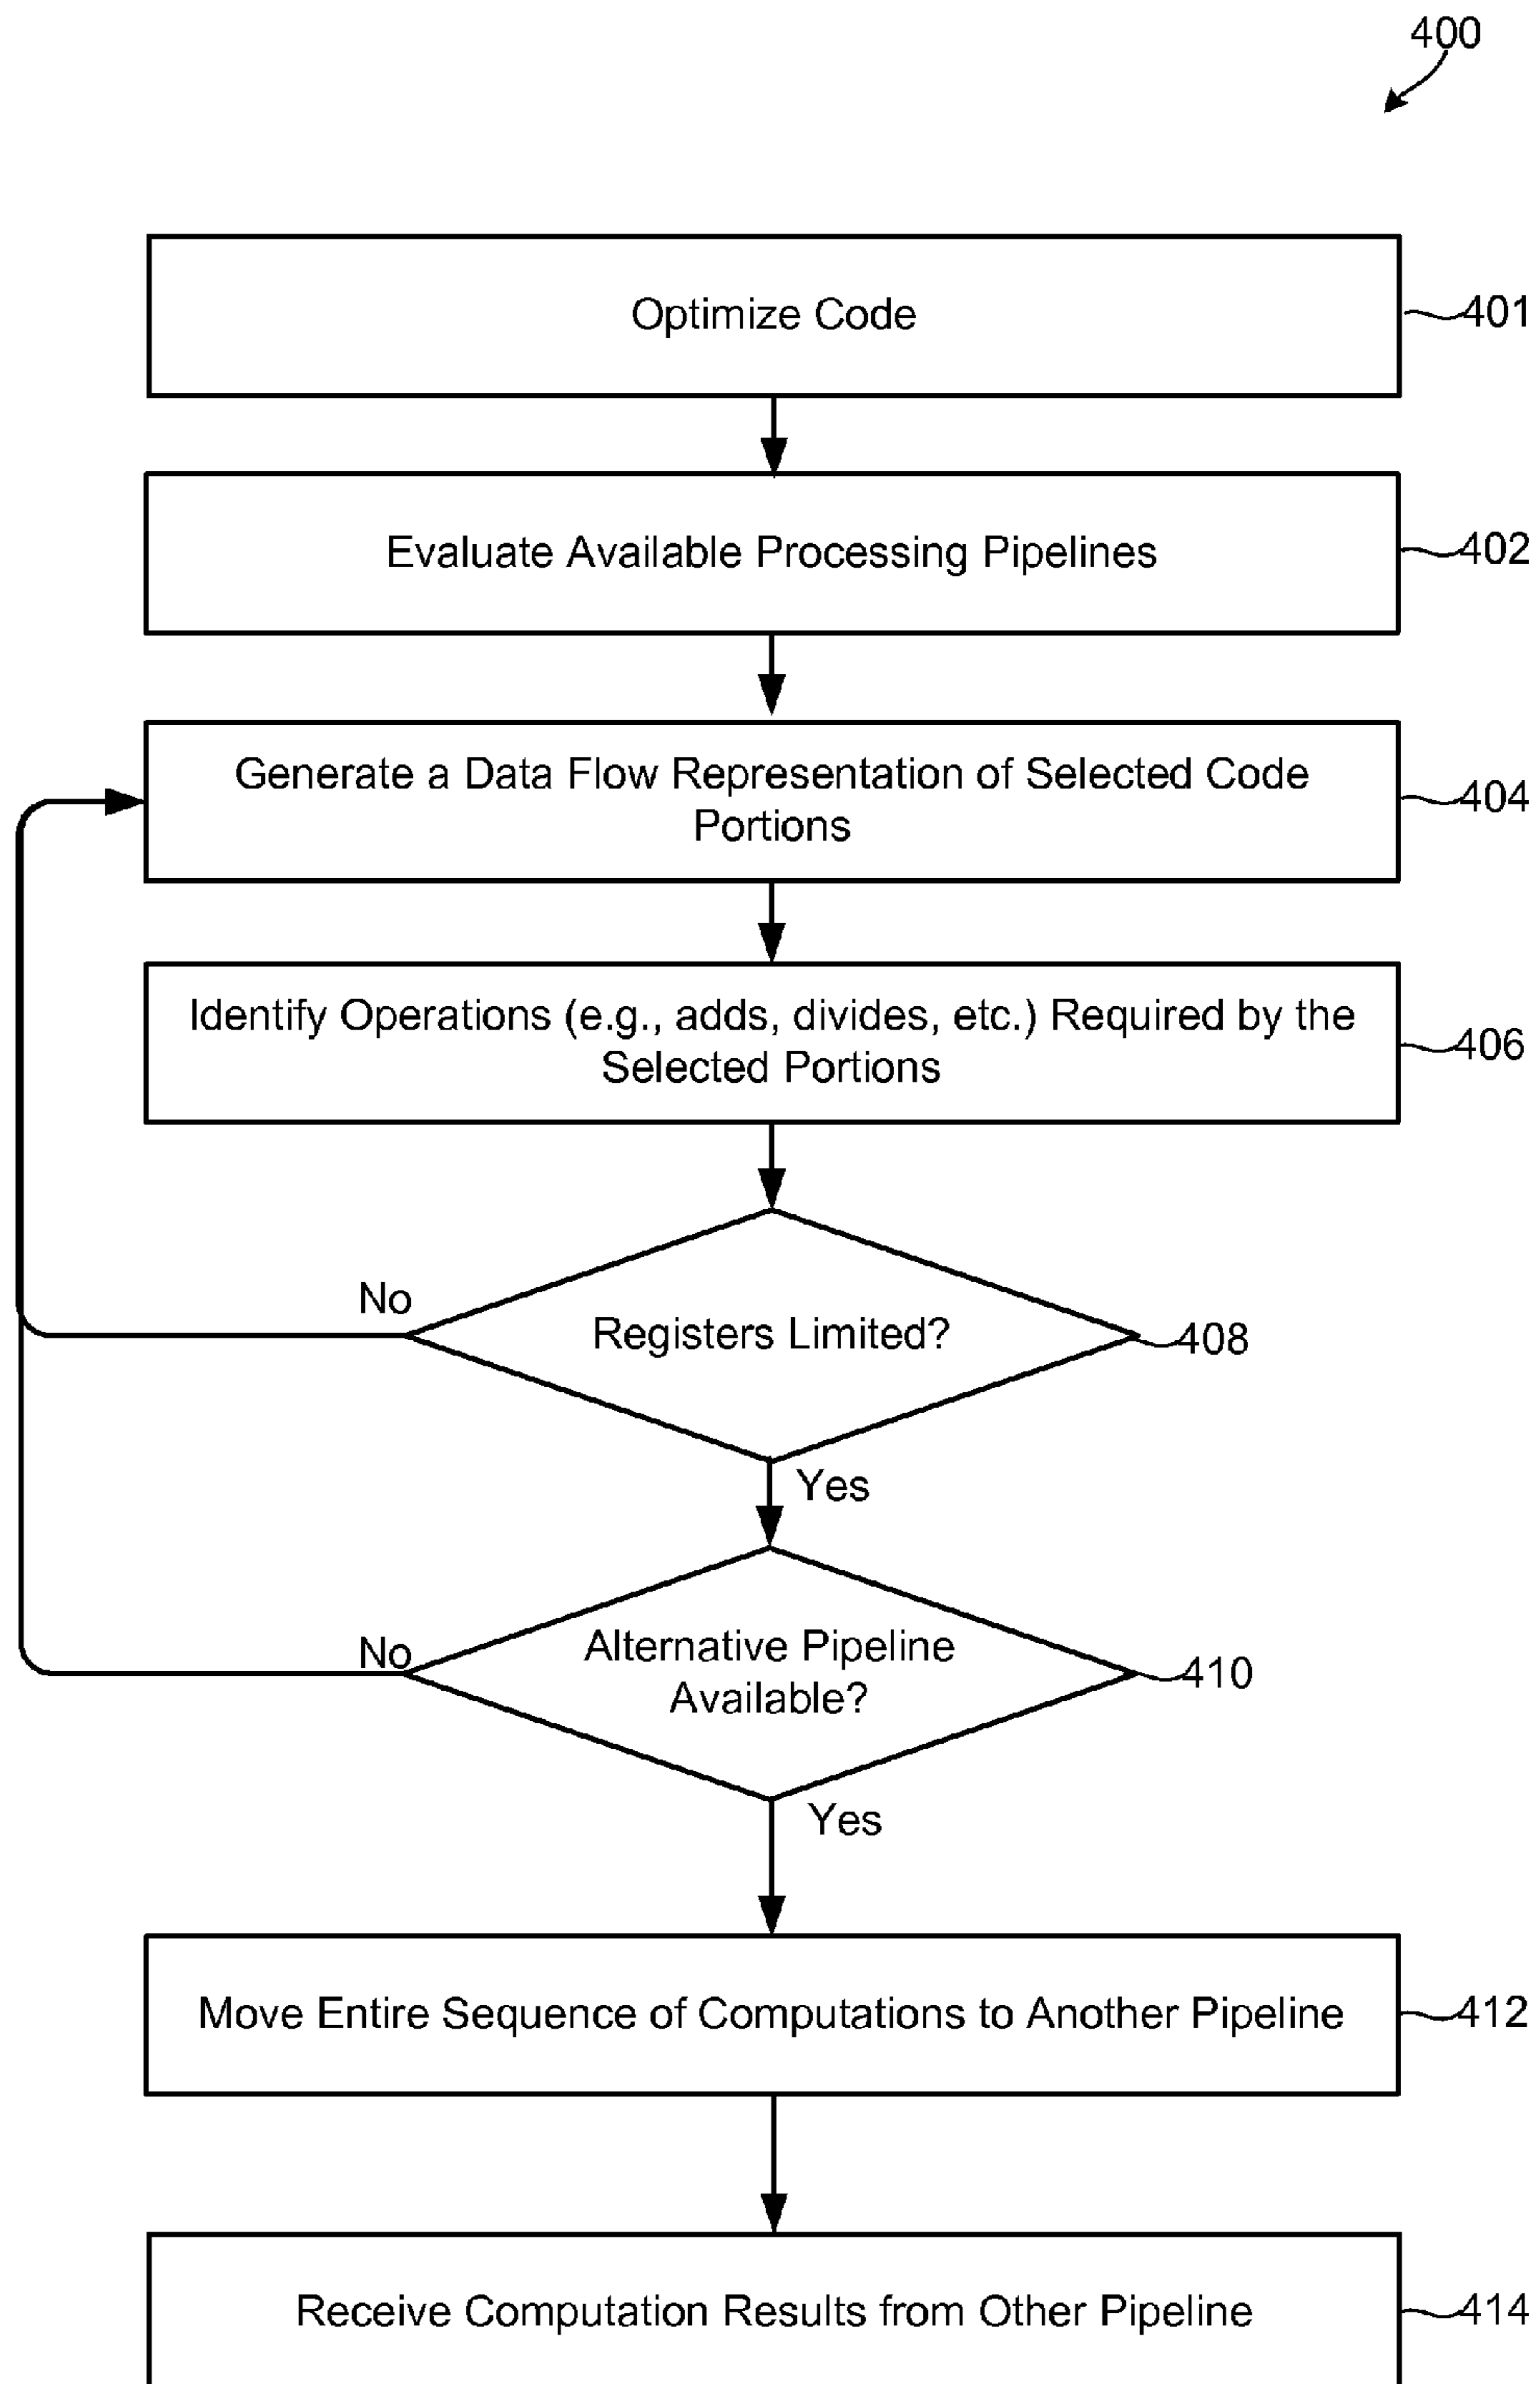 400
Optimize Code
401
Evaluate Available Processing Pipelines
402
Generate a Data Flow Representation of Selected Code
Portions
404
Identify Operations (e.g., adds, divides, etc.) Required by the
Selected Portions
406
No
Registers Limited?
408
Yes
No
Alternative Pipeline
Available?
410
Yes
Move Entire Sequence of Computations to Another Pipeline
412
Receive Computation Results from Other Pipeline
414